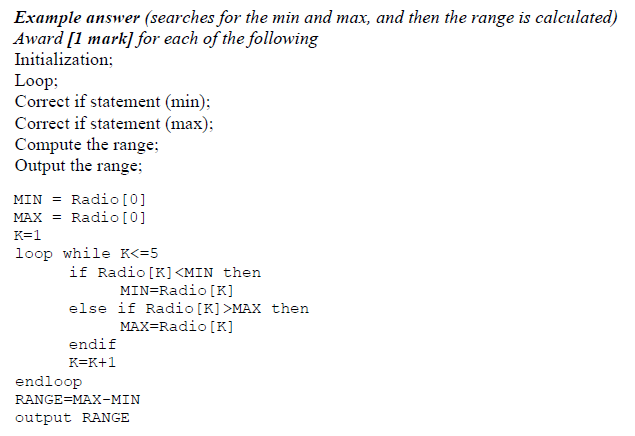 Example answer (searches for the min and max, and then the range is calculated)
Award [1 mark] for each of the following
Initialization;
Loop;
Correct if statement (min);
Correct if statement (max);
Compute the range;
Output the range;
MIN = Radio[0]
MAX = Radio[0]
K=1
loop while K<=5
if Radio[K]<MIN then
MIN=Radio[K]
else if Radio[K]>MAX then
MAX=Radio[K]
endif
K=K+1
endloop
RANGE=MAX-MIN
output RANGE